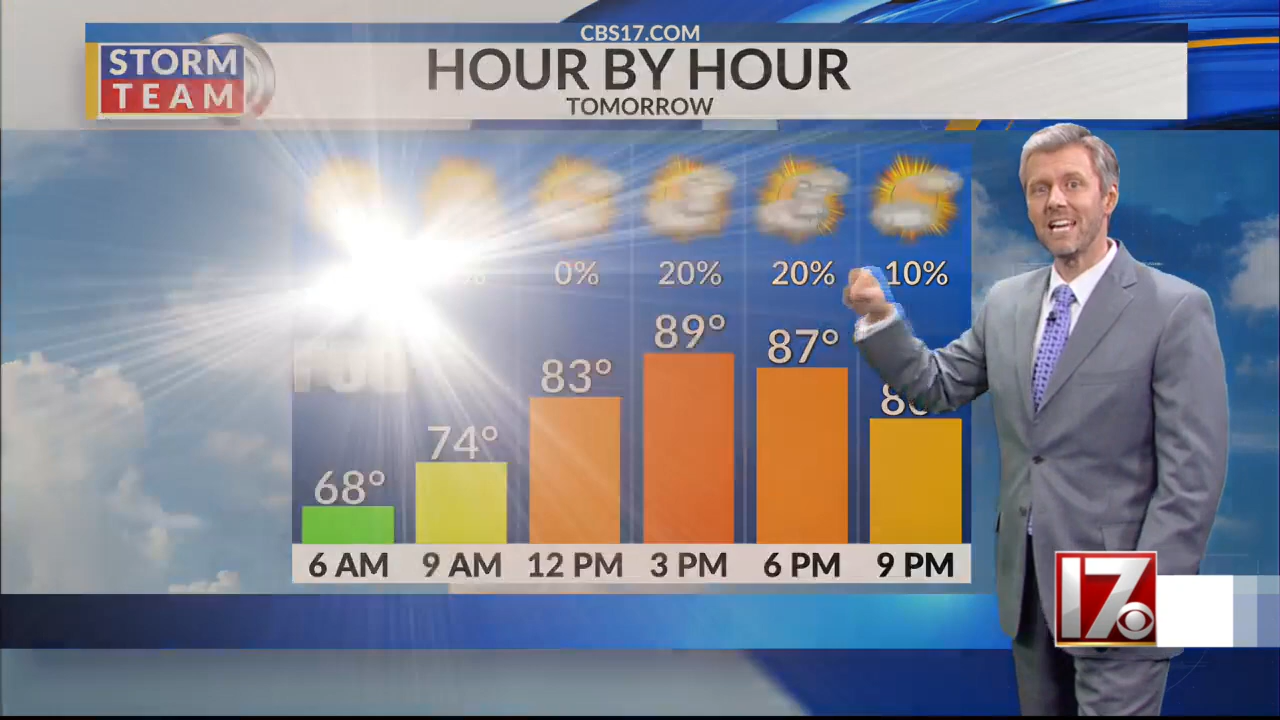 CBS17.COM
HOUR BY HOUR
TOMORROW
STORM
TEAM
0% 20% 20% 10%
68° 74° 83° 89° 87°
6 AM 9 AM 12 PM 3 PM 6 PM 9 PM
17